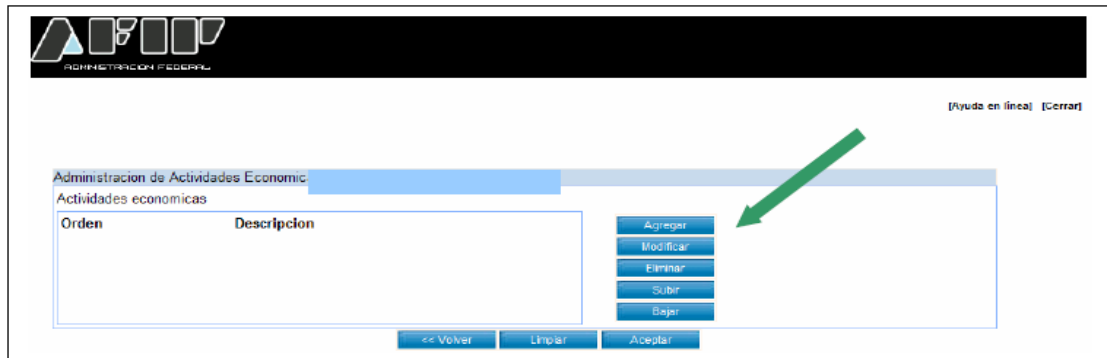 AFIP
ADMINISTRACION FEDERAL
[Ayuda en linea] [Cerrar]
Administracion de Actividades Economic
Actividades economicas
Orden Descripcion
Agregar
Modificar
Eliminar
Subir
Bajar
<< Volver Limpiar Aceptar